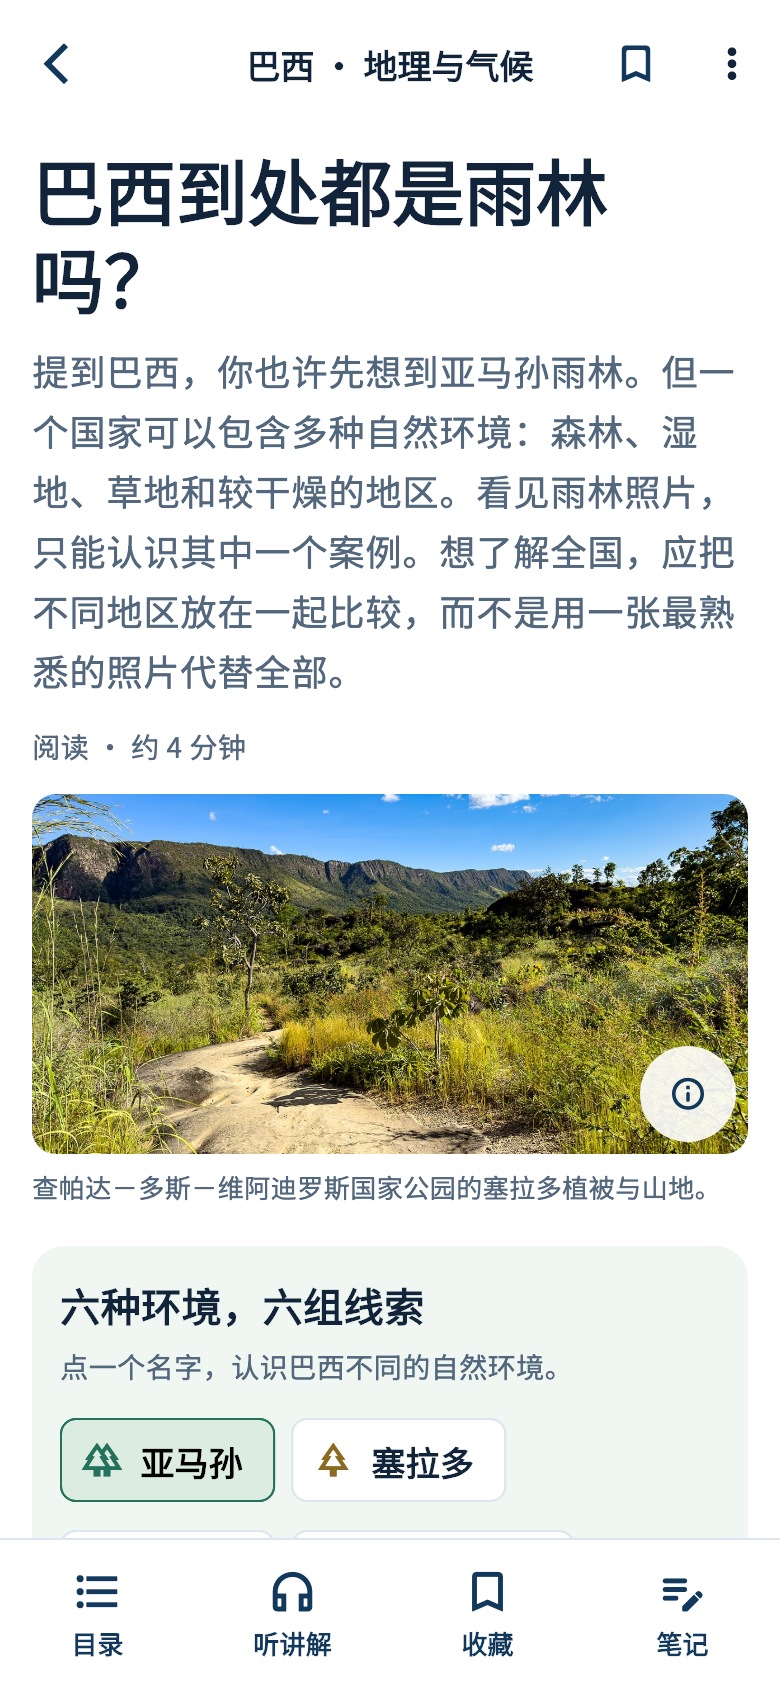 巴西 · 地理与气候
巴西到处都是雨林
吗？
提到巴西，你也许先想到亚马孙雨林。但一
个国家可以包含多种自然环境：森林、湿
地、草地和较干燥的地区。看见雨林照片，
只能认识其中一个案例。想了解全国，应把
不同地区放在一起比较，而不是用一张最熟
悉的照片代替全部。
阅读 · 约 4 分钟
查帕达－多斯－维阿迪罗斯国家公园的塞拉多植被与山地。
六种环境，六组线索
点一个名字，认识巴西不同的自然环境。
亚马孙
塞拉多
目录
听讲解
收藏
笔记